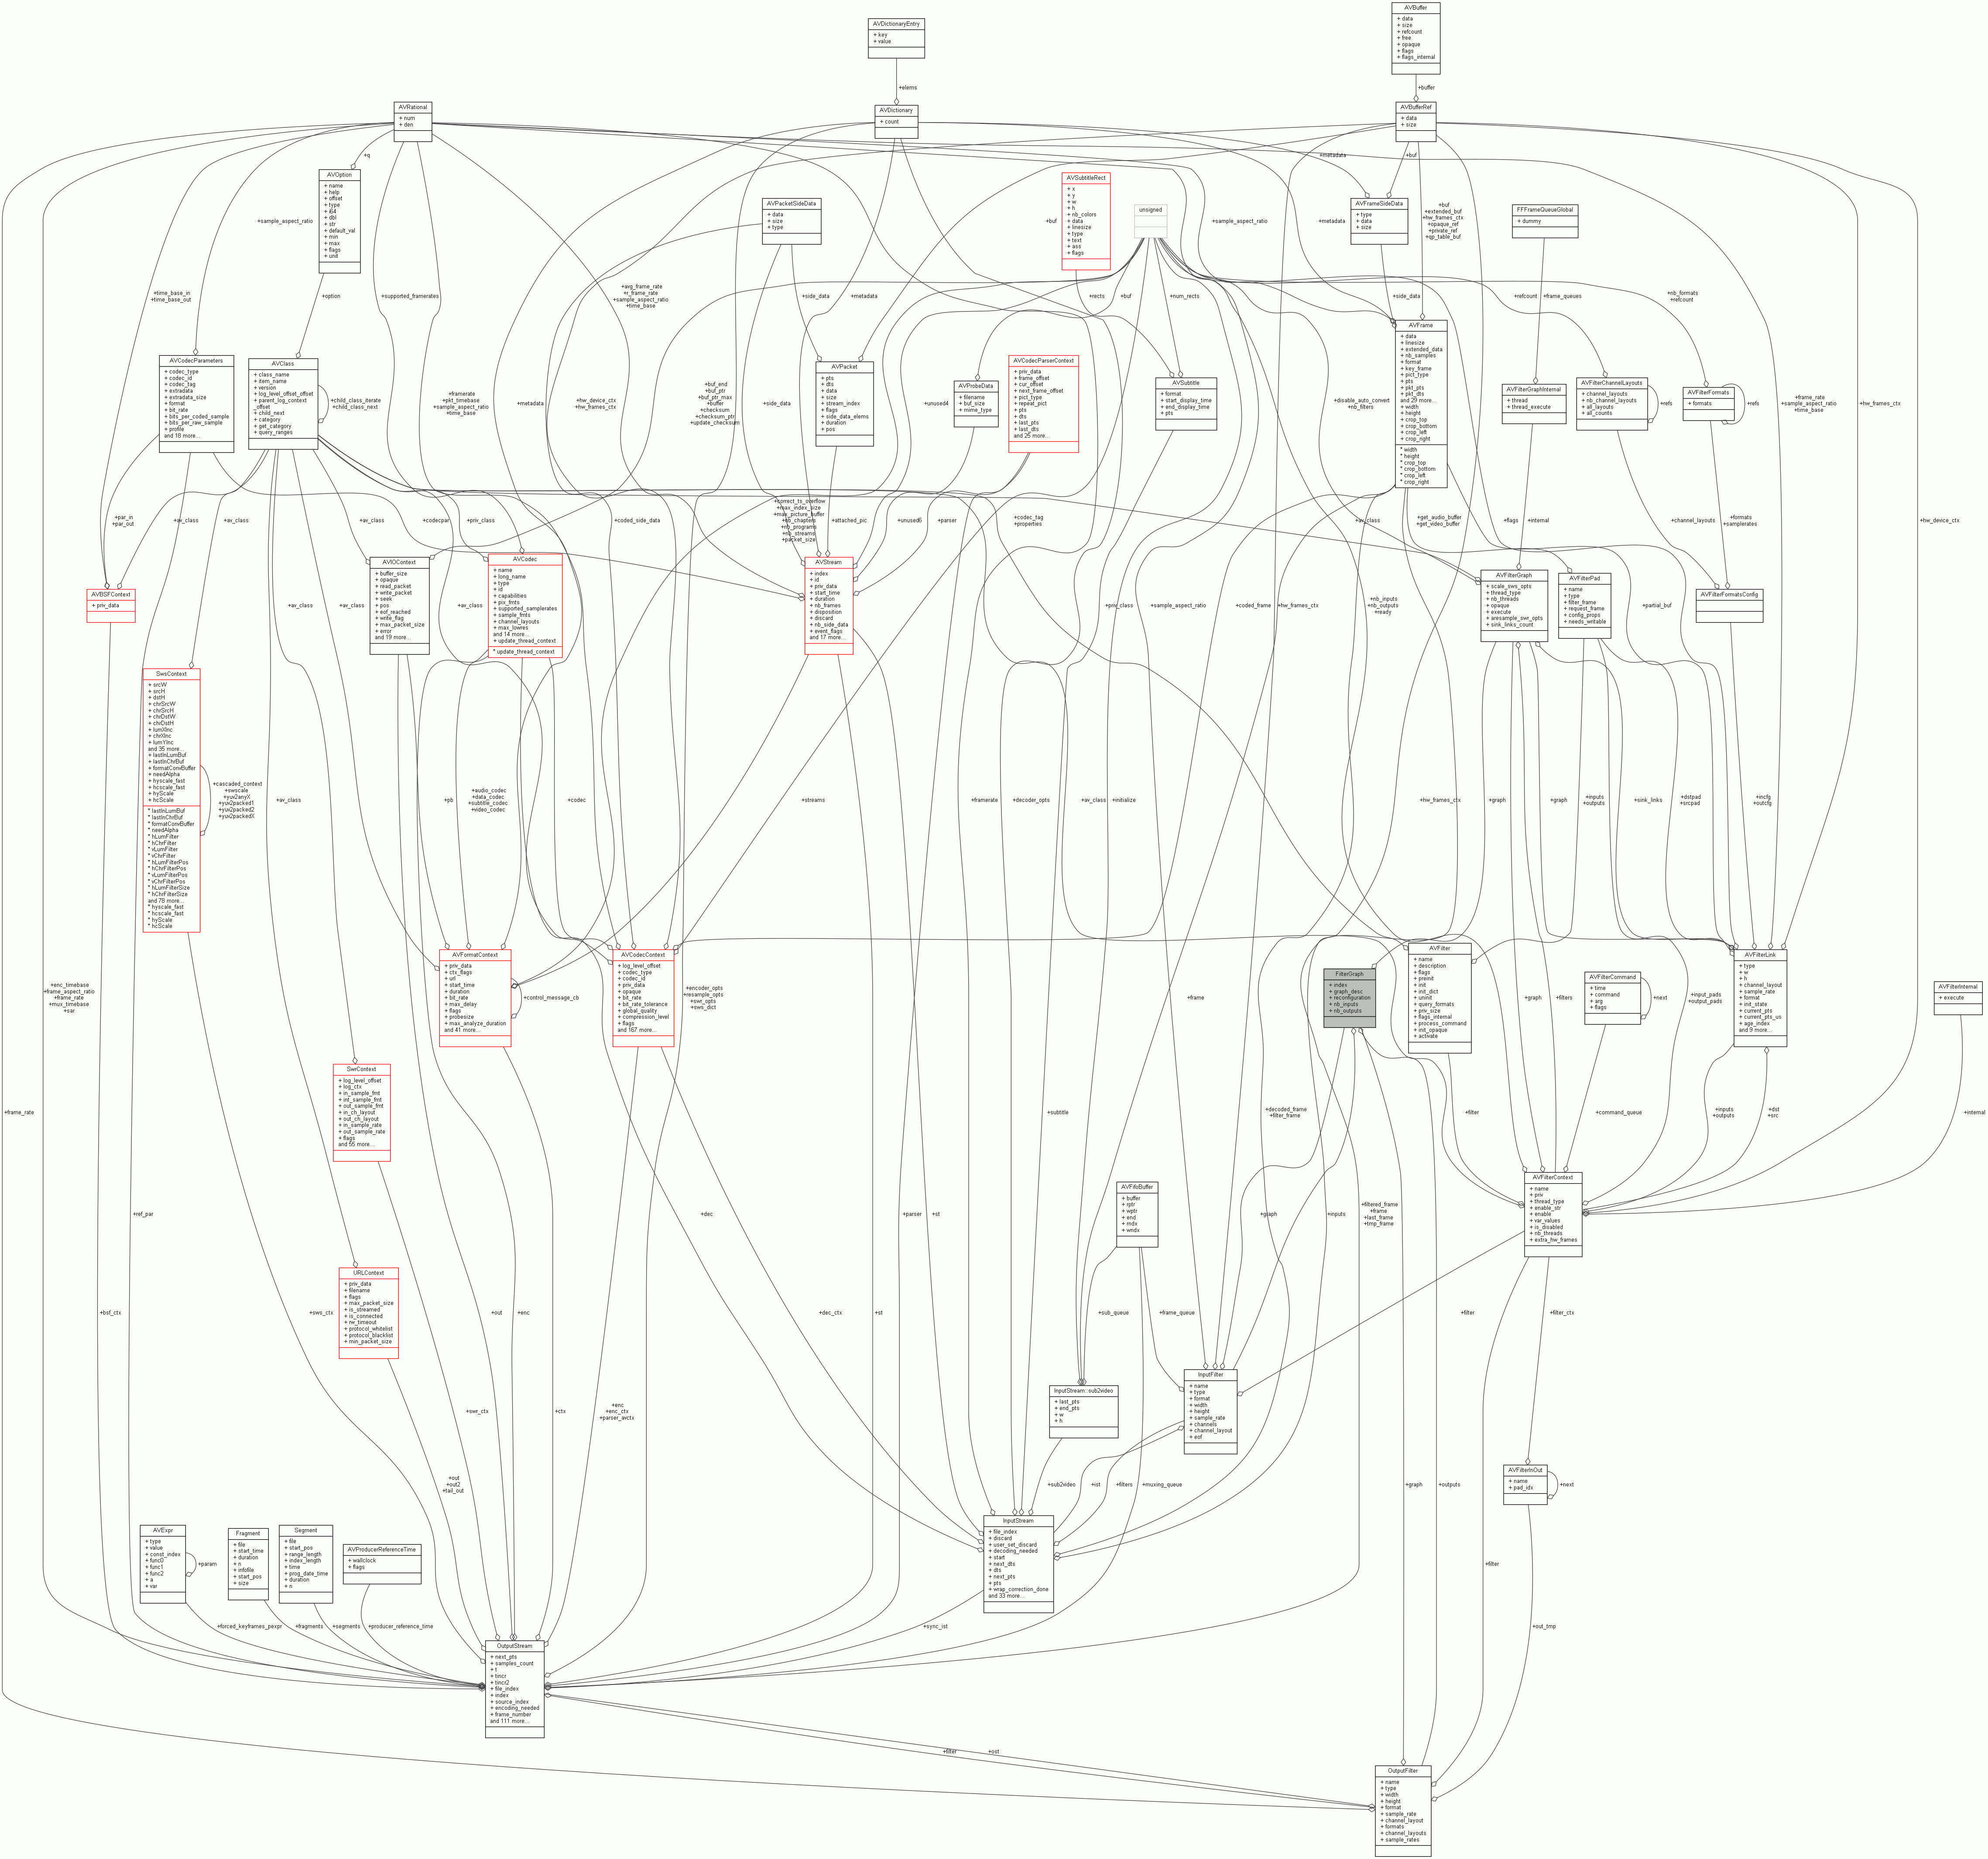 AVBuffer
+ data
+ size
+ refcount
+ free
+ opaque
+ flags
+ flags_internal
AVDictionaryEntry
+ key
+ value
+elems
+buffer
AVRational
+ num
+ den
AVDictionary
+ count
AVBufferRef
+ data
+ size
+q
+metadata
+buf
AVOption
+ name
+ help
+ offset
+ type
+ i64
+ dbl
+ str
+ default_val
+ min
+ max
+ flags
+ unit
AVSubtitleRect
+ x
+ y
+ w
+ h
+ nb_colors
+ data
+ linesize
+ type
+ text
+ ass
+ flags
AVPacketSideData
+ data
+ size
+ type
unsigned
AVFrameSideData
+ type
+ data
+ size
FFFrameQueueGlobal
+ dummy
+sample_aspect_ratio
+buf
+sample_aspect_ratio
+metadata
+buf
+extended_buf
+hw_frames_ctx
+opaque_ref
+private_ref
+qp_table_buf
+time_base_in
+time_base_out
+option
+supported_framerates
+avg_frame_rate
+r_frame_rate
+sample_aspect_ratio
+time_base
+side_data
+metadata
+rects
+buf
+num_rects
+side_data
+frame_queues
+refcount
+nb_formats
+refcount
AVCodecParameters
+ codec_type
+ codec_id
+ codec_tag
+ extradata
+ extradata_size
+ format
+ bit_rate
+ bits_per_coded_sample
+ bits_per_raw_sample
+ profile
and 18 more...
AVClass
+ class_name
+ item_name
+ version
+ log_level_offset_offset
+ parent_log_context
_offset
+ child_next
+ category
+ get_category
+ query_ranges
+child_class_iterate
+child_class_next
+framerate
+pkt_timebase
+sample_aspect_ratio
+time_base
+metadata
+hw_device_ctx
+hw_frames_ctx
+buf_end
+buf_ptr
+buf_ptr_max
+buffer
+checksum
+checksum_ptr
+update_checksum
+side_data
AVPacket
+ pts
+ dts
+ data
+ size
+ stream_index
+ flags
+ side_data_elems
+ duration
+ pos
+unused4
AVProbeData
+ filename
+ buf_size
+ mime_type
AVCodecParserContext
+ priv_data
+ frame_offset
+ cur_offset
+ next_frame_offset
+ pict_type
+ repeat_pict
+ pts
+ dts
+ last_pts
+ last_dts
and 25 more...
AVSubtitle
+ format
+ start_display_time
+ end_display_time
+ pts
+disable_auto_convert
+nb_filters
AVFrame
+ data
+ linesize
+ extended_data
+ nb_samples
+ format
+ key_frame
+ pict_type
+ pts
+ pkt_pts
+ pkt_dts
and 29 more...
+ width
+ height
+ crop_top
+ crop_bottom
+ crop_left
+ crop_right
* width
* height
* crop_top
* crop_bottom
* crop_left
* crop_right
AVFilterGraphInternal
+ thread
+ thread_execute
AVFilterChannelLayouts
+ channel_layouts
+ nb_channel_layouts
+ all_layouts
+ all_counts
+refs
AVFilterFormats
+ formats
+refs
+frame_rate
+sample_aspect_ratio
+time_base
+hw_frames_ctx
+par_in
+par_out
+av_class
+av_class
+av_class
+codecpar
+priv_class
+coded_side_data
+correct_ts_overflow
+max_index_size
+max_picture_buffer
+nb_chapters
+nb_programs
+nb_streams
+packet_size
+attached_pic
+unused6
+parser
+codec_tag
+properties
+av_class
+get_audio_buffer
+get_video_buffer
+flags
+internal
+channel_layouts
+formats
+samplerates
+hw_device_ctx
AVBSFContext
+ priv_data
AVIOContext
+ buffer_size
+ opaque
+ read_packet
+ write_packet
+ seek
+ pos
+ eof_reached
+ write_flag
+ max_packet_size
+ error
and 19 more...
AVCodec
+ name
+ long_name
+ type
+ id
+ capabilities
+ pix_fmts
+ supported_samplerates
+ sample_fmts
+ channel_layouts
+ max_lowres
and 14 more...
+ update_thread_context
* update_thread_context
AVStream
+ index
+ id
+ priv_data
+ start_time
+ duration
+ nb_frames
+ disposition
+ discard
+ nb_side_data
+ event_flags
and 17 more...
AVFilterGraph
+ scale_sws_opts
+ thread_type
+ nb_threads
+ opaque
+ execute
+ aresample_swr_opts
+ sink_links_count
AVFilterPad
+ name
+ type
+ filter_frame
+ request_frame
+ config_props
+ needs_writable
AVFilterFormatsConfig
+av_class
+av_class
+av_class
+priv_class
+sample_aspect_ratio
+coded_frame
+hw_frames_ctx
+nb_inputs
+nb_outputs
+ready
+partial_buf
SwsContext
+ srcW
+ srcH
+ dstH
+ chrSrcW
+ chrSrcH
+ chrDstW
+ chrDstH
+ lumXInc
+ chrXInc
+ lumYInc
and 35 more...
+ lastInLumBuf
+ lastInChrBuf
+ formatConvBuffer
+ needAlpha
+ hyscale_fast
+ hcscale_fast
+ hyScale
+ hcScale
* lastInLumBuf
* lastInChrBuf
* formatConvBuffer
* needAlpha
* hLumFilter
* hChrFilter
* vLumFilter
* vChrFilter
* hLumFilterPos
* hChrFilterPos
* vLumFilterPos
* vChrFilterPos
* hLumFilterSize
* hChrFilterSize
and 78 more...
* hyscale_fast
* hcscale_fast
* hyScale
* hcScale
+cascaded_context
+swscale
+yuv2anyX
+yuv2packed1
+yuv2packed2
+yuv2packedX
+av_class
+pb
+audio_codec
+data_codec
+subtitle_codec
+video_codec
+codec
+streams
+framerate
+decoder_opts
+av_class
+initialize
+hw_frames_ctx
+graph
+graph
+inputs
+outputs
+sink_links
+dstpad
+srcpad
+incfg
+outcfg
+enc_timebase
+frame_aspect_ratio
+frame_rate
+mux_timebase
+sar
AVFormatContext
+ priv_data
+ ctx_flags
+ url
+ start_time
+ duration
+ bit_rate
+ max_delay
+ flags
+ probesize
+ max_analyze_duration
and 41 more...
+control_message_cb
AVCodecContext
+ log_level_offset
+ codec_type
+ codec_id
+ priv_data
+ opaque
+ bit_rate
+ bit_rate_tolerance
+ global_quality
+ compression_level
+ flags
and 167 more...
+encoder_opts
+resample_opts
+swr_opts
+sws_dict
+frame
FilterGraph
+ index
+ graph_desc
+ reconfiguration
+ nb_inputs
+ nb_outputs
AVFilter
+ name
+ description
+ flags
+ preinit
+ init
+ init_dict
+ uninit
+ query_formats
+ priv_size
+ flags_internal
+ process_command
+ init_opaque
+ activate
+graph
+filters
AVFilterCommand
+ time
+ command
+ arg
+ flags
+next
+input_pads
+output_pads
AVFilterLink
+ type
+ w
+ h
+ channel_layout
+ sample_rate
+ format
+ init_state
+ current_pts
+ current_pts_us
+ age_index
and 9 more...
AVFilterInternal
+ execute
+frame_rate
SwrContext
+ log_level_offset
+ log_ctx
+ in_sample_fmt
+ int_sample_fmt
+ out_sample_fmt
+ in_ch_layout
+ out_ch_layout
+ in_sample_rate
+ out_sample_rate
+ flags
and 55 more...
+subtitle
+decoded_frame
+filter_frame
+filter
+command_queue
+inputs
+outputs
+dst
+src
+internal
+ref_par
+dec
+st
AVFifoBuffer
+ buffer
+ rptr
+ wptr
+ end
+ rndx
+ wndx
+parser
+graph
+inputs
+filtered_frame
+frame
+last_frame
+tmp_frame
AVFilterContext
+ name
+ priv
+ thread_type
+ enable_str
+ enable
+ var_values
+ is_disabled
+ nb_threads
+ extra_hw_frames
URLContext
+ priv_data
+ filename
+ flags
+ max_packet_size
+ is_streamed
+ is_connected
+ rw_timeout
+ protocol_whitelist
+ protocol_blacklist
+ min_packet_size
+bsf_ctx
+sws_ctx
+out
+enc
+dec_ctx
+st
+sub_queue
+frame_queue
+filter
+filter_ctx
+swr_ctx
+ctx
+enc
+enc_ctx
+parser_avctx
InputStream::sub2video
+ last_pts
+ end_pts
+ w
+ h
InputFilter
+ name
+ type
+ format
+ width
+ height
+ sample_rate
+ channels
+ channel_layout
+ eof
+out
+out2
+tail_out
+sub2video
+ist
+filters
+muxing_queue
+graph
+outputs
AVFilterInOut
+ name
+ pad_idx
+next
AVExpr
+ type
+ value
+ const_index
+ func0
+ func1
+ func2
+ a
+ var
+param
Fragment
+ file
+ start_time
+ duration
+ n
+ infofile
+ start_pos
+ size
Segment
+ file
+ start_pos
+ range_length
+ index_length
+ time
+ prog_date_time
+ duration
+ n
AVProducerReferenceTime
+ wallclock
+ flags
InputStream
+ file_index
+ discard
+ user_set_discard
+ decoding_needed
+ start
+ next_dts
+ dts
+ next_pts
+ pts
+ wrap_correction_done
and 33 more...
+filter
+forced_keyframes_pexpr
+fragments
+segments
+producer_reference_time
+sync_ist
+out_tmp
OutputStream
+ next_pts
+ samples_count
+ t
+ tincr
+ tincr2
+ file_index
+ index
+ source_index
+ encoding_needed
+ frame_number
and 111 more...
+filter
+ost
OutputFilter
+ name
+ type
+ width
+ height
+ format
+ sample_rate
+ channel_layout
+ formats
+ channel_layouts
+ sample_rates